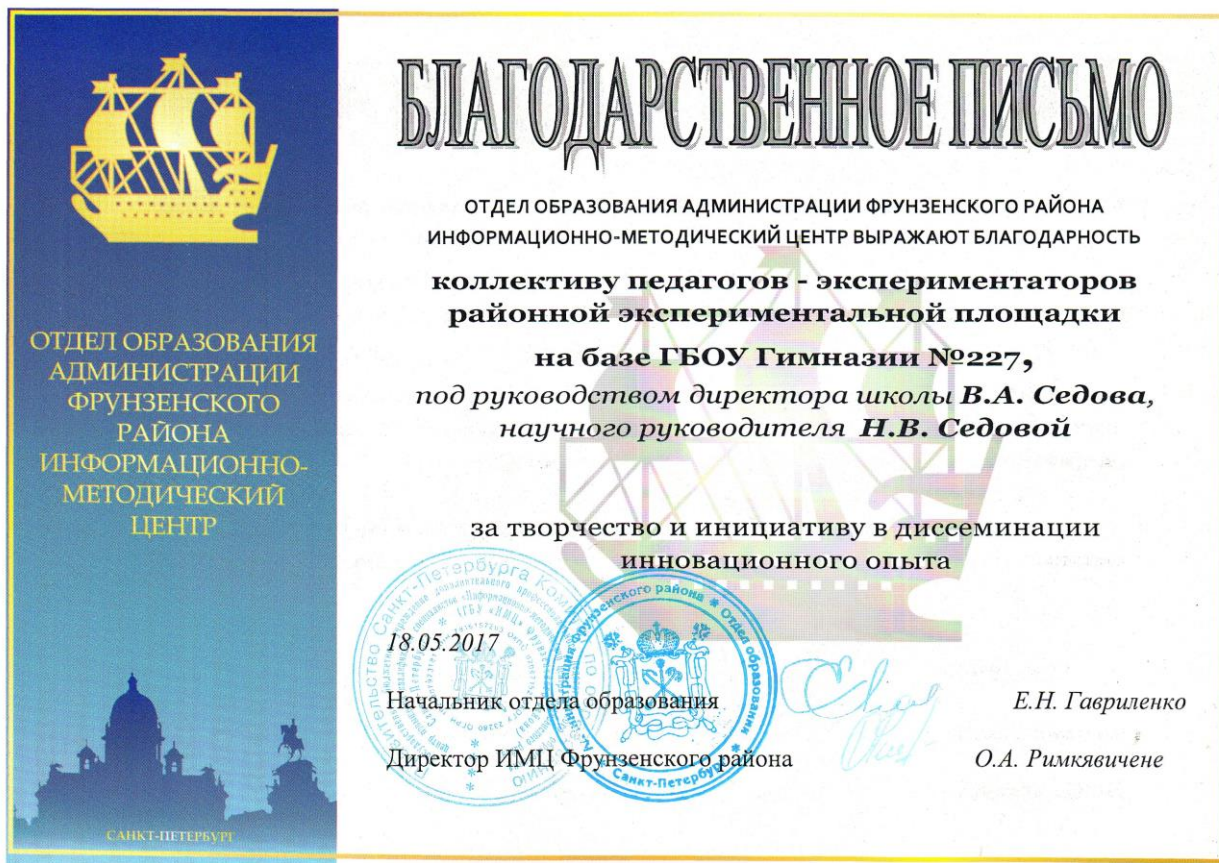 ОТДЕЛ ОБРАЗОВАНИЯ
АДМИНИСТРАЦИИ
ФРУНЗЕНСКОГО
РАЙОНА
ИНФОРМАЦИОННО-
МЕТОДИЧЕСКИЙ
ЦЕНТР
САНКТ-ПЕТЕРБУРГ
БЛАГОДАРСТВЕННОЕ ПИСЬМО
ОТДЕЛ ОБРАЗОВАНИЯ АДМИНИСТРАЦИИ ФРУНЗЕНСКОГО РАЙОНА
ИНФОРМАЦИОННО-МЕТОДИЧЕСКИЙ ЦЕНТР ВЫРАЖАЮТ БЛАГОДАРНОСТЬ
коллективу педагогов - экспериментаторов
районной экспериментальной площадки
на базе ГБОУ Гимназии №227,
под руководством директора школы В.А. Седова,
научного руководителя Н.В. Седовой
за творчество и инициативу в диссеминации
инновационного опыта
18.05.2017
Начальник отдела образования Е.Н. Гавриленко
Директор ИМЦ Фрунзенского района О.А. Римкявичене
Администрация Фрунзенского района * Отдел образования * Санкт-Петербург *